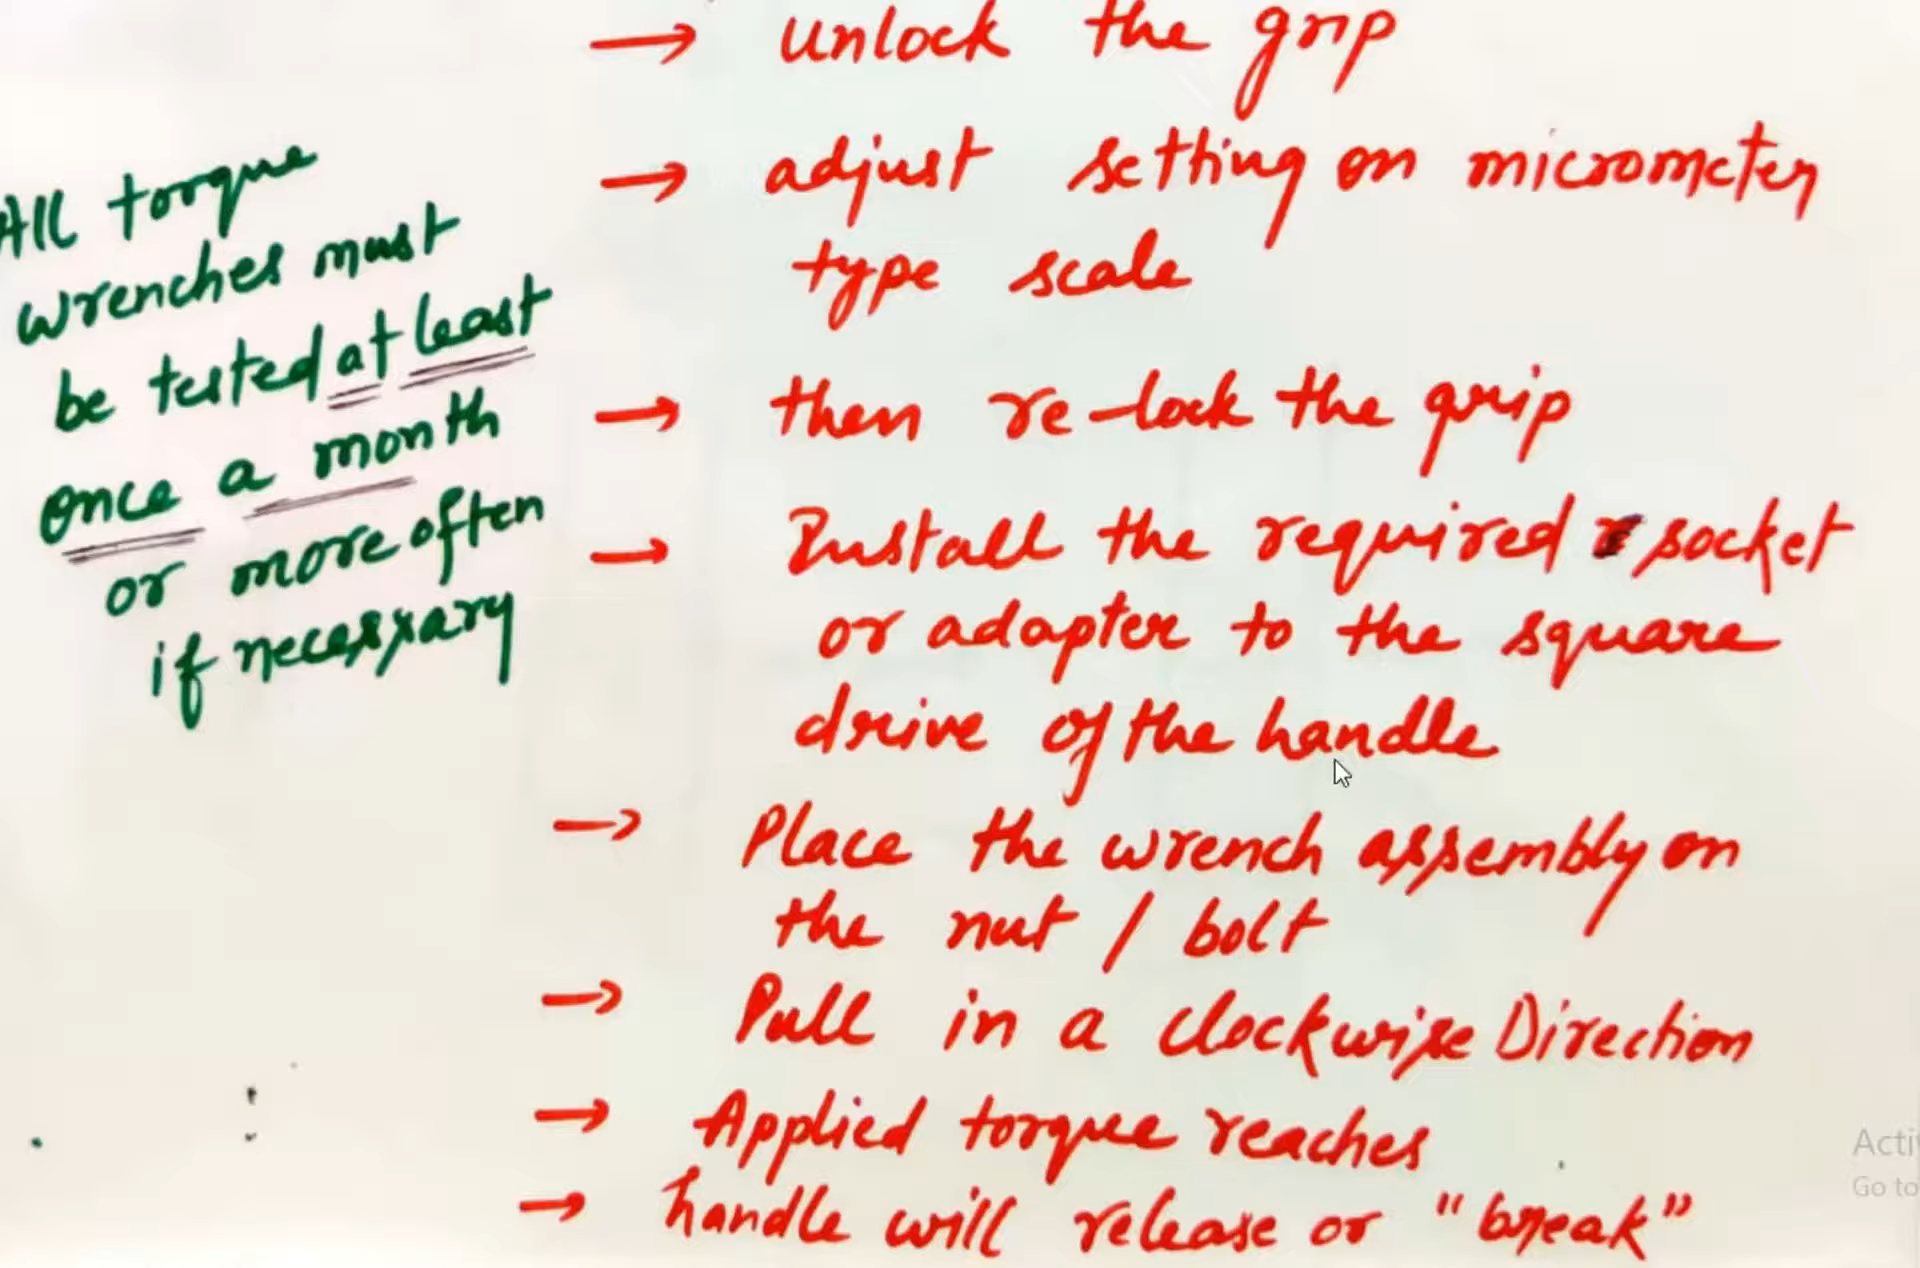 → unlock the grip
→ adjust setting on micrometer
type scale
→ then re-lock the grip
→ Install the required socket
or adapter to the square
drive of the handle
→ Place the wrench assembly on
the nut / bolt
→ Pull in a clockwise Direction
→ Applied torque reaches
→ handle will release or "break"
All torque
wrenches must
be tested at least
once a month
or more often
if necessary
Acti
Go to